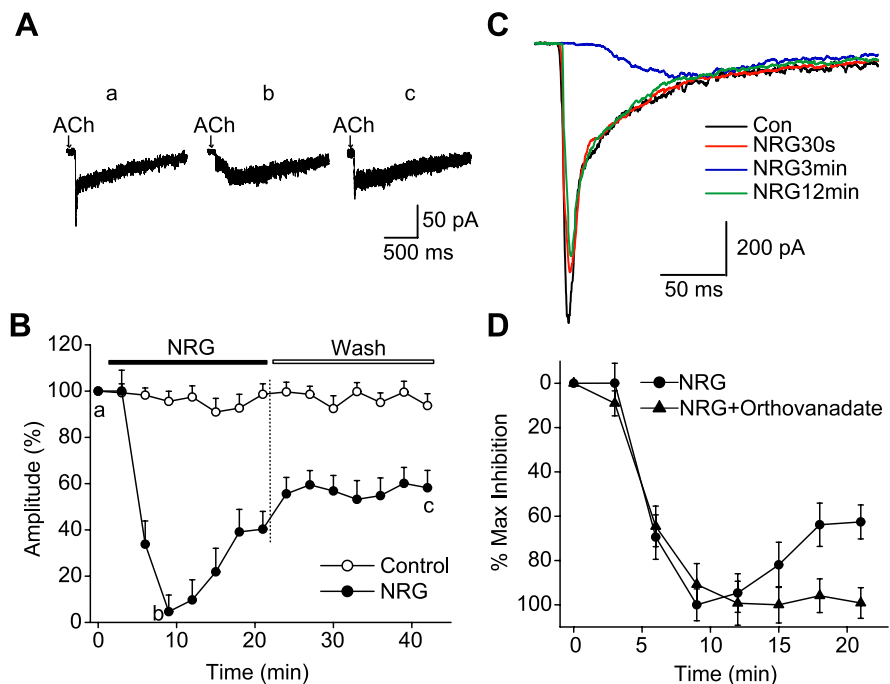 A
a
b
c
ACh
ACh
ACh
50 pA
500 ms
C
Con
NRG30s
NRG3min
NRG12min
200 pA
50 ms
B
NRG
Wash
120
100
80
60
40
20
0
a
b
c
Control
NRG
Amplitude (%)
0
10
20
30
40
Time (min)
D
NRG
NRG+Orthovanadate
0
20
40
60
80
100
% Max Inhibition
0
5
10
15
20
Time (min)